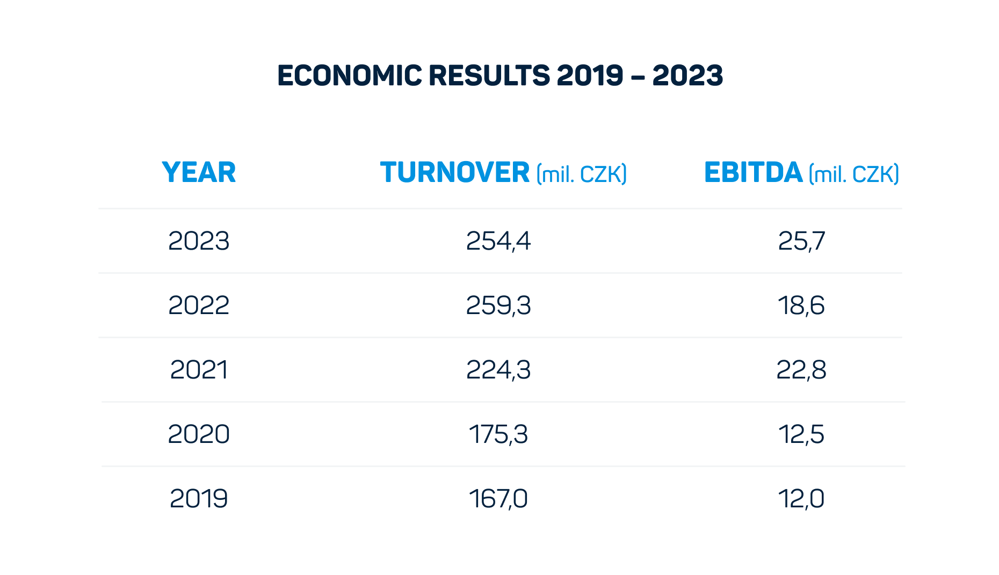 ECONOMIC RESULTS 2019 – 2023
YEAR TURNOVER (mil. CZK) EBITDA (mil. CZK)
2023 254,4 25,7
2022 259,3 18,6
2021 224,3 22,8
2020 175,3 12,5
2019 167,0 12,0